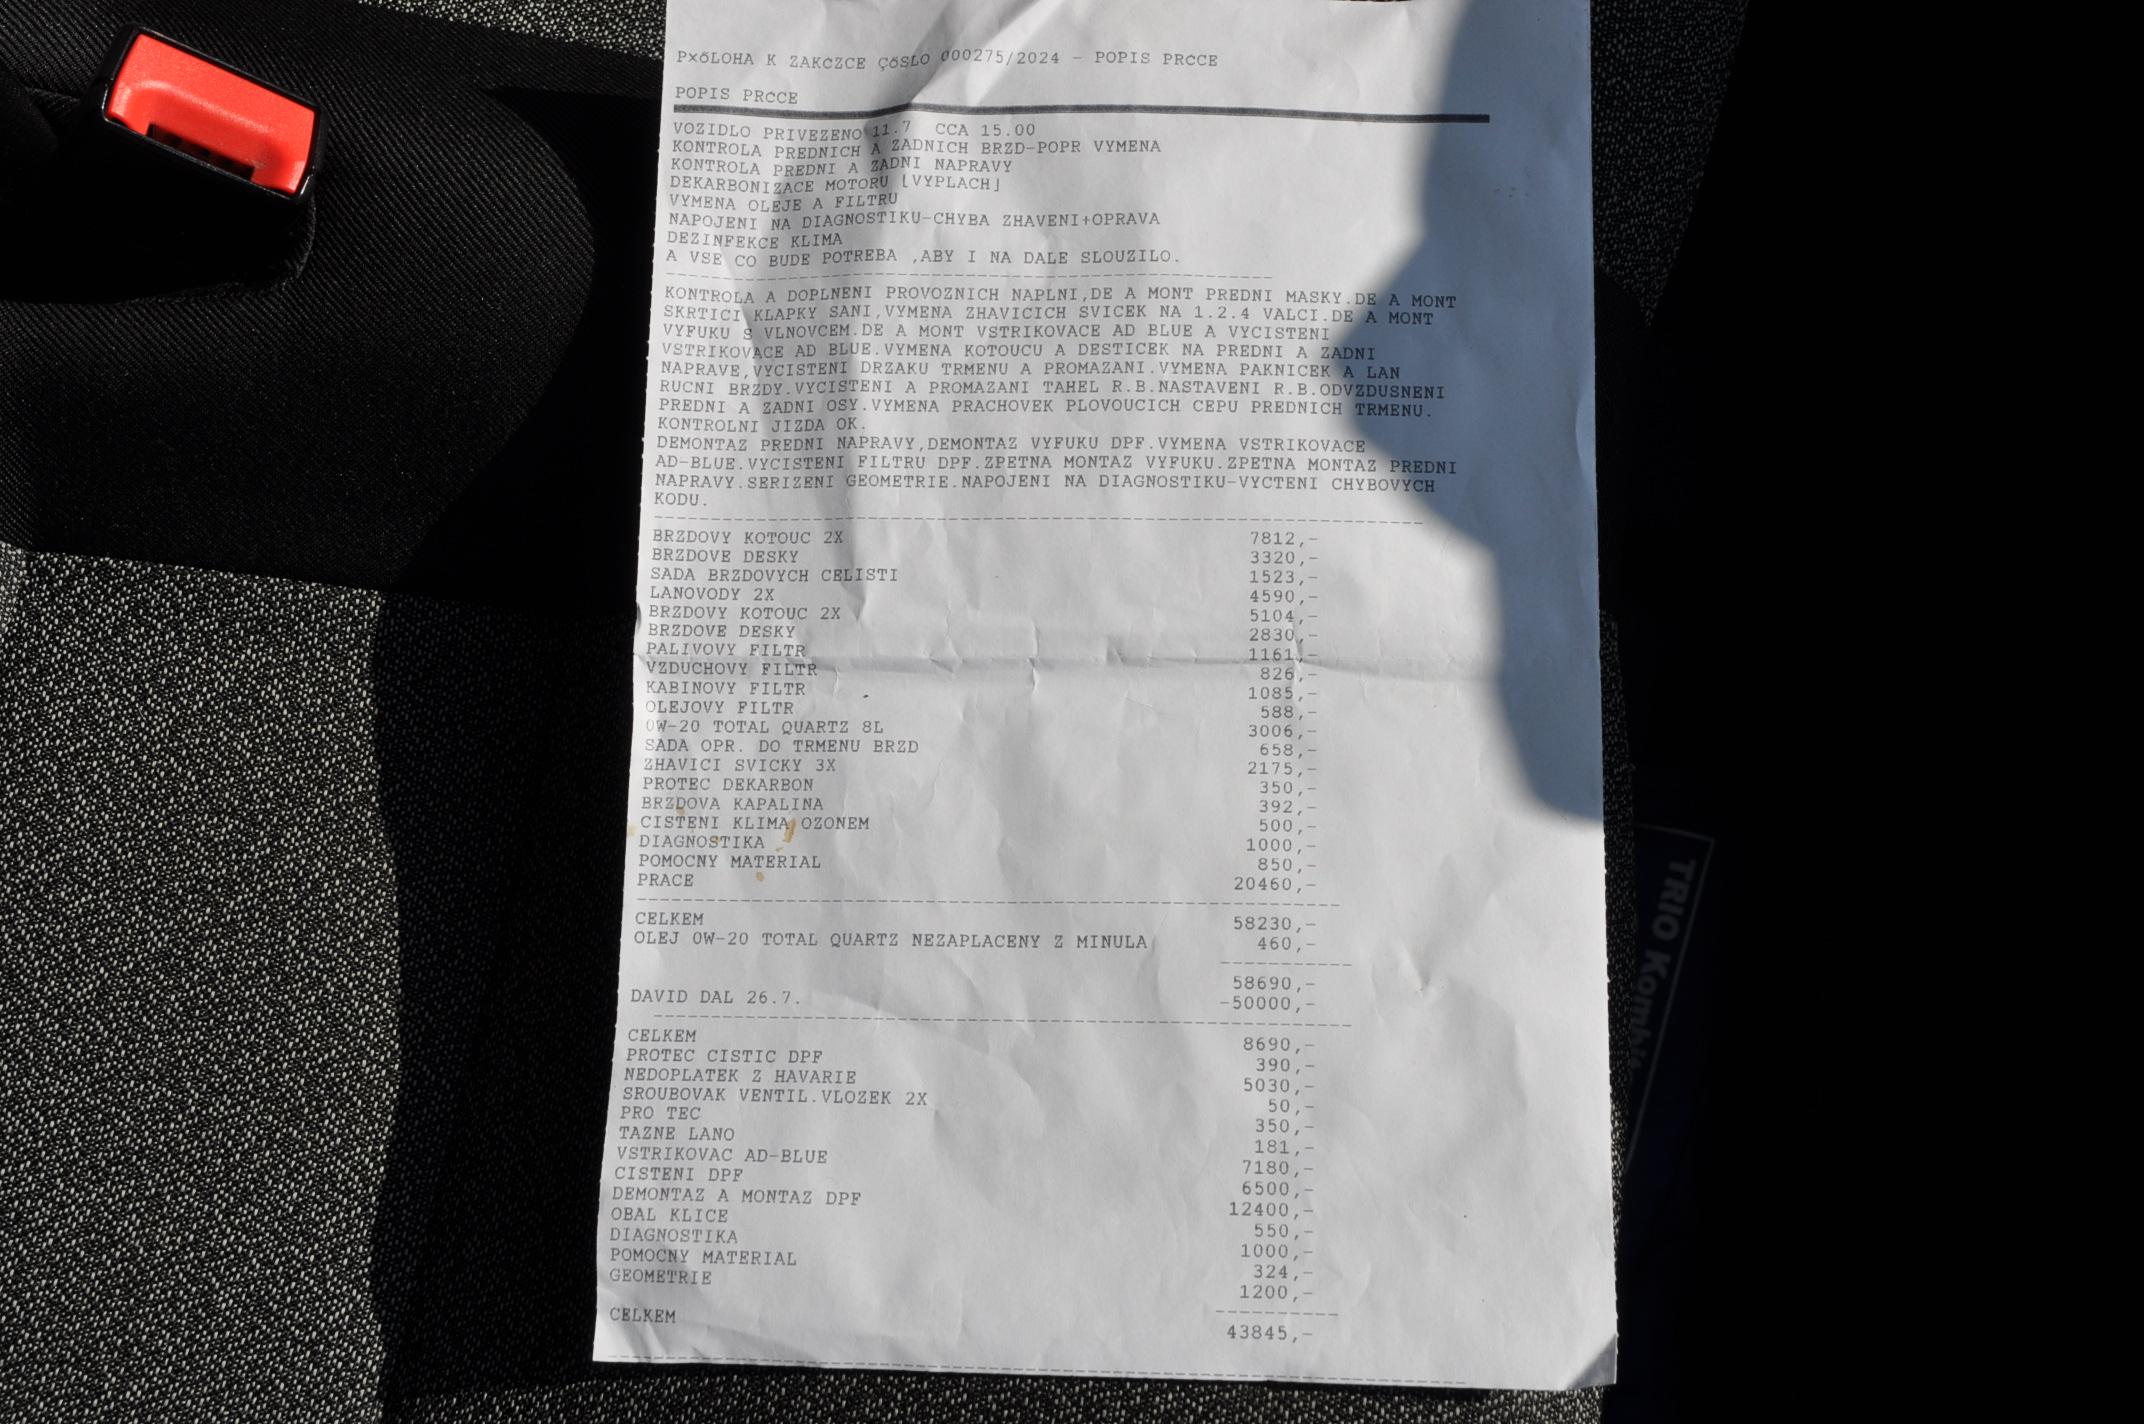 P×óLOHA K ZAKCZCE ÇóSLO 000275/2024 - POPIS PRCCE
POPIS PRCCE
VOZIDLO PRIVEZENO 11.7 CCA 15.00
KONTROLA PREDNICH A ZADNICH BRZD-POPR VYMENA
KONTROLA PREDNI A ZADNI NAPRAVY
DEKARBONIZACE MOTORU [VYPLACH]
VYMENA OLEJE A FILTRU
NAPOJENI NA DIAGNOSTIKU-CHYBA ZHAVENI+OPRAVA
DEZINFEKCE KLIMA
A VSE CO BUDE POTREBA ,ABY I NA DALE SLOUZILO.
KONTROLA A DOPLNENI PROVOZNICH NAPLNI,DE A MONT PREDNI MASKY.DE A MONT
SKRTICI KLAPKY SANI,VYMENA ZHAVICICH SVICEK NA 1.2.4 VALCI.DE A MONT
VYFUKU S VLNOVCEM.DE A MONT VSTRIKOVACE AD BLUE A VYCISTENI
VSTRIKOVACE AD BLUE.VYMENA KOTOUCU A DESTICEK NA PREDNI A ZADNI
NAPRAVE,VYCISTENI DRZAKU TRMENU A PROMAZANI.VYMENA PAKNICEK A LAN
RUCNI BRZDY.VYCISTENI A PROMAZANI TAHEL R.B.NASTAVENI R.B.ODVZDUSNENI
PREDNI A ZADNI OSY.VYMENA PRACHOVEK PLOVOUCICH CEPU PREDNICH TRMENU.
KONTROLNI JIZDA OK.
DEMONTAZ PREDNI NAPRAVY,DEMONTAZ VYFUKU DPF.VYMENA VSTRIKOVACE
AD-BLUE.VYCISTENI FILTRU DPF.ZPETNA MONTAZ VYFUKU.ZPETNA MONTAZ PREDNI
NAPRAVY.SERIZENI GEOMETRIE.NAPOJENI NA DIAGNOSTIKU-VYCTENI CHYBOVYCH
KODU.
BRZDOVY KOTOUC 2X 7812,-
BRZDOVE DESKY 3320,-
SADA BRZDOVYCH CELISTI 1523,-
LANOVODY 2X 4590,-
BRZDOVY KOTOUC 2X 5104,-
BRZDOVE DESKY 2830,-
PALIVOVY FILTR 1161,-
VZDUCHOVY FILTR 826,-
KABINOVY FILTR 1085,-
OLEJOVY FILTR 588,-
0W-20 TOTAL QUARTZ 8L 3006,-
SADA OPR. DO TRMENU BRZD 658,-
ZHAVICI SVICKY 3X 2175,-
PROTEC DEKARBON 350,-
BRZDOVA KAPALINA 392,-
CISTENI KLIMA OZONEM 500,-
DIAGNOSTIKA 1000,-
POMOCNY MATERIAL 850,-
PRACE 20460,-
CELKEM 58230,-
OLEJ 0W-20 TOTAL QUARTZ NEZAPLACENY Z MINULA 460,-
58690,-
DAVID DAL 26.7. -50000,-
CELKEM 8690,-
PROTEC CISTIC DPF 390,-
NEDOPLATEK Z HAVARIE 5030,-
SROUBOVAK VENTIL.VLOZEK 2X 50,-
PRO TEC 350,-
TAZNE LANO 181,-
VSTRIKOVAC AD-BLUE 7180,-
CISTENI DPF 6500,-
DEMONTAZ A MONTAZ DPF 12400,-
OBAL KLICE 550,-
DIAGNOSTIKA 1000,-
POMOCNY MATERIAL 324,-
GEOMETRIE 1200,-
CELKEM 43845,-
TRIO Kombi